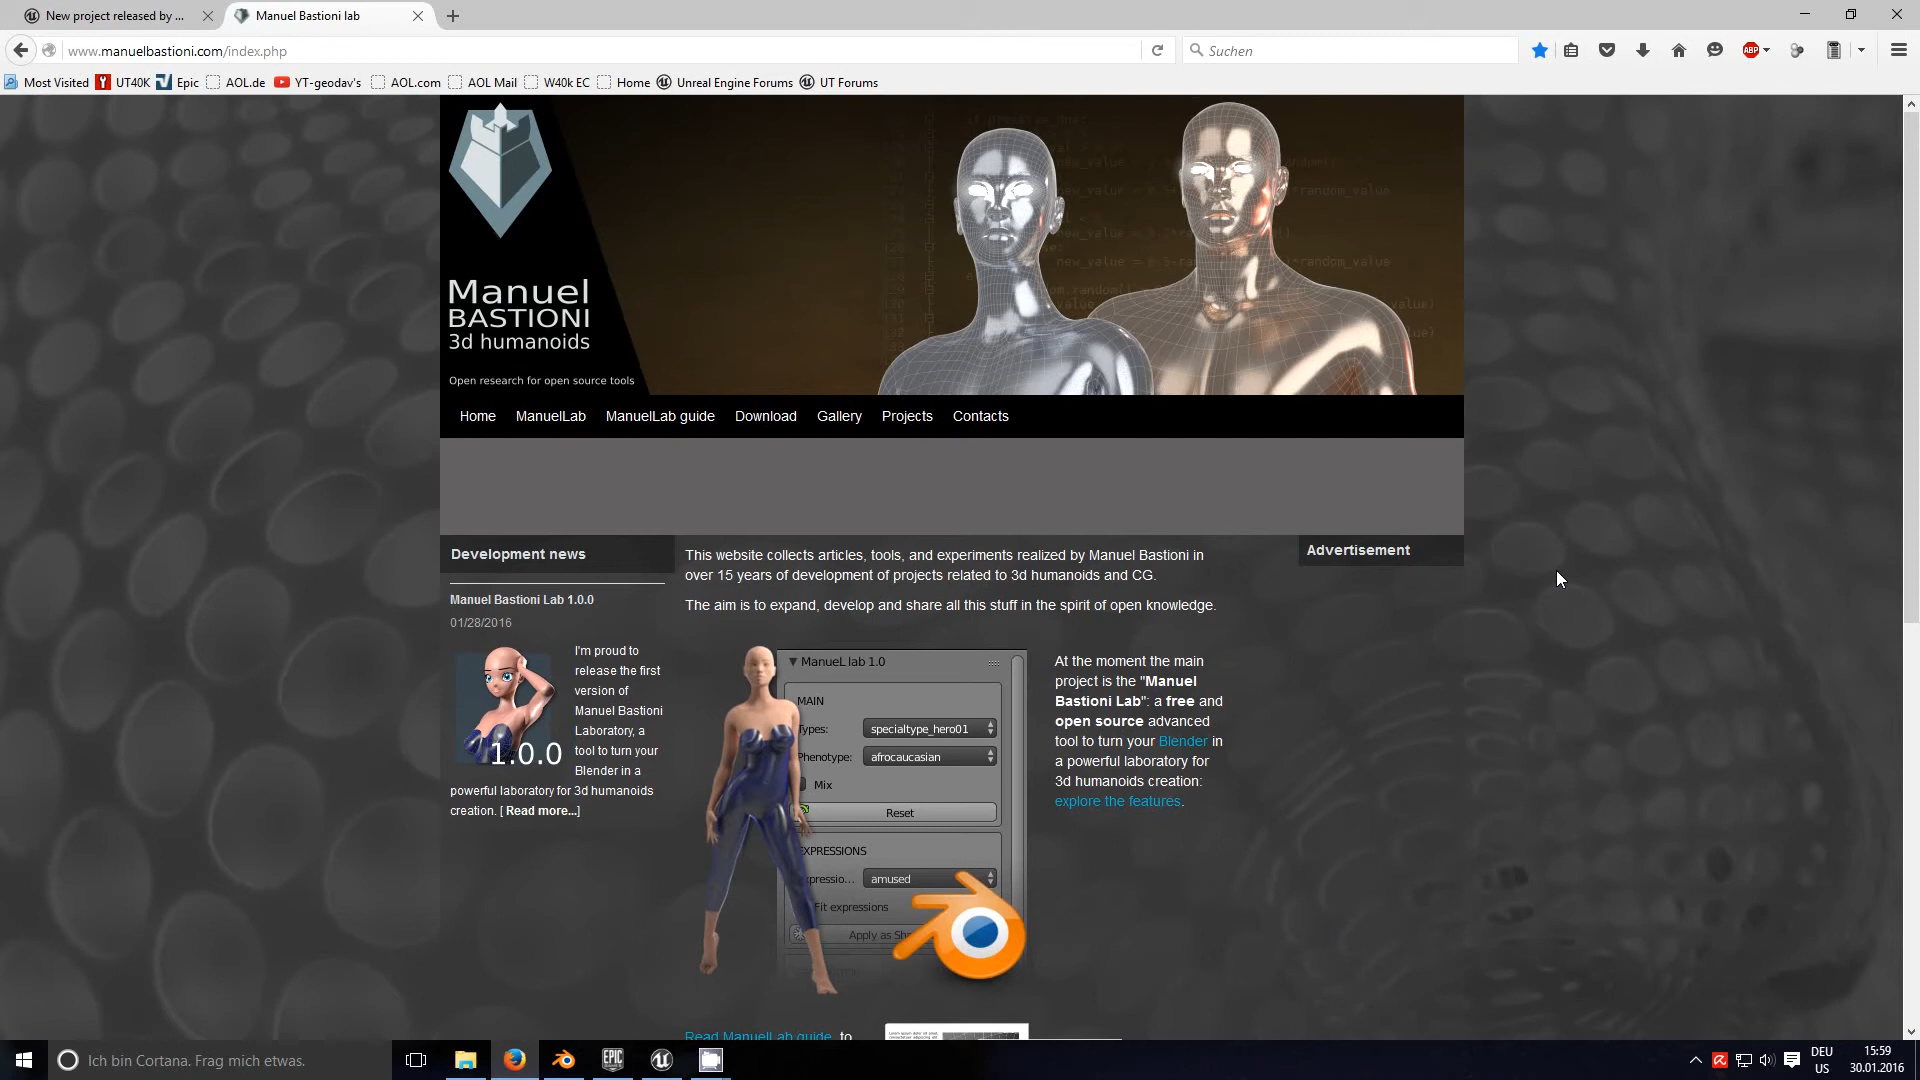 New project released by ...
Manuel Bastioni lab
www.manuelbastioni.com/index.php
Suchen
ABP
Most Visited
UT40K
Epic
AOL.de
YT-geodav's
AOL.com
AOL Mail
W40k EC
Home
Unreal Engine Forums
UT Forums
Manuel
BASTIONI
3d humanoids
Open research for open source tools
Home
ManuelLab
ManuelLab guide
Download
Gallery
Projects
Contacts
Development news
Manuel Bastioni Lab 1.0.0
01/28/2016
I'm proud to
release the first
version of
Manuel Bastioni
Laboratory, a
tool to turn your
Blender in a
powerful laboratory for 3d humanoids
creation. [ Read more...]
1.0.0
This website collects articles, tools, and experiments realized by Manuel Bastioni in
over 15 years of development of projects related to 3d humanoids and CG.
The aim is to expand, develop and share all this stuff in the spirit of open knowledge.
ManueL lab 1.0
MAIN
Types:
specialtype_hero01
Phenotype:
afrocaucasian
Mix
Reset
EXPRESSIONS
amused
Fit expressions
Apply as
At the moment the main
project is the "Manuel
Bastioni Lab": a free and
open source advanced
tool to turn your Blender in
a powerful laboratory for
3d humanoids creation:
explore the features.
Read ManuelLab guide to
Advertisement
Ich bin Cortana. Frag mich etwas.
EPIC
DEU
US
15:59
30.01.2016